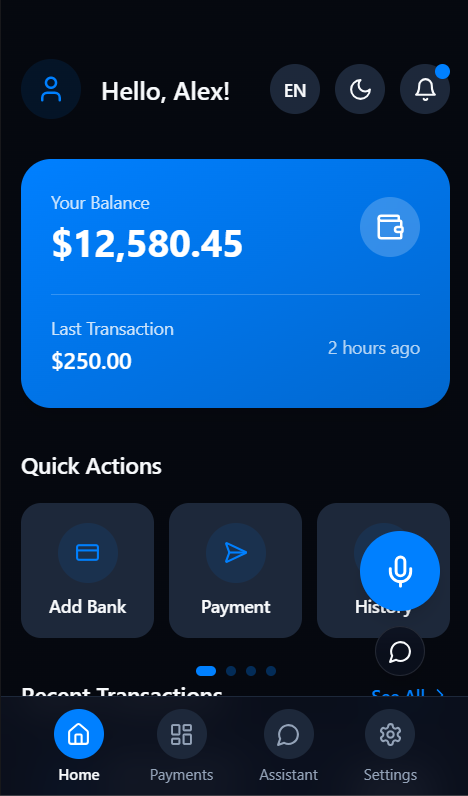 Hello, Alex!
EN
Your Balance
$12,580.45
Last Transaction
$250.00
2 hours ago
Quick Actions
Add Bank
Payment
History
Recent Transactions
See All
Home
Payments
Assistant
Settings